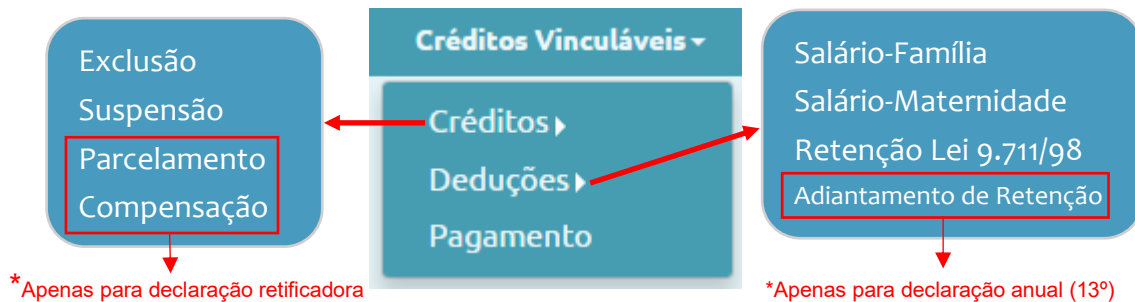 Exclusão
Suspensão
Parcelamento
Compensação
*Apenas para declaração retificadora
Créditos Vinculáveis
Créditos
Deduções
Pagamento
Salário-Família
Salário-Maternidade
Retenção Lei 9.711/98
Adiantamento de Retenção
*Apenas para declaração anual (13º)